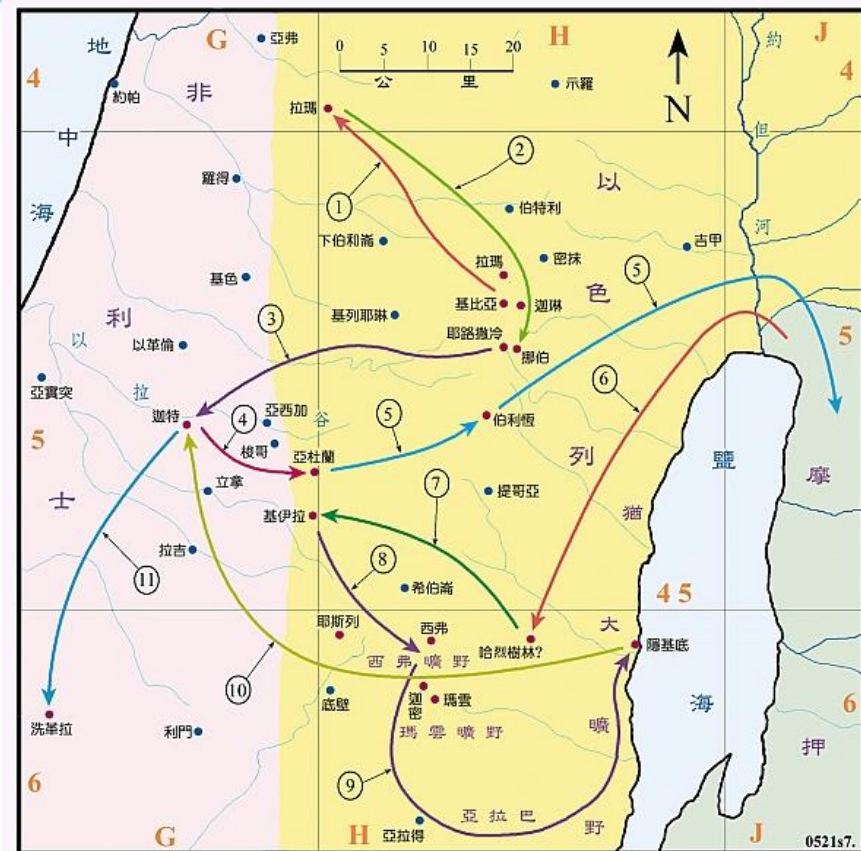 G
H
J
亞弗
0 5 10 15 20
公里
N
約但河
4
地中海
4
約帕
非利士
示羅
拉瑪
②
羅得
①
伯特利
以色列
下伯和崙
密抹
吉甲
拉瑪
⑤
基色
基比亞
迦琳
③
基列耶琳
耶路撒冷
挪伯
5
以拉谷
以革倫
⑥
亞實突
迦特
亞西加
伯利恆
5
④
梭哥
⑤
鹽海
摩押
亞杜蘭
立拿
⑦
提哥亞
猶大曠野
基伊拉
拉吉
⑧
⑪
希伯崙
45
耶斯列
西弗
哈烈樹林?
隱基底
西弗曠野
⑩
迦密
瑪雲
底壁
洗革拉
利門
瑪雲曠野
6
6
⑨
亞拉巴
亞拉得
G
H
J
0521s7.